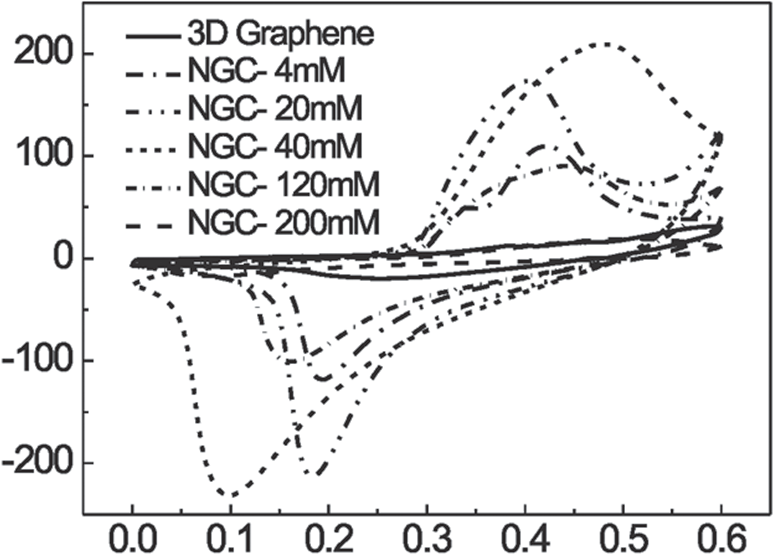 3D Graphene
NGC- 4mM
NGC- 20mM
NGC- 40mM
NGC- 120mM
NGC- 200mM
200
100
0
-100
-200
0.0 0.1 0.2 0.3 0.4 0.5 0.6